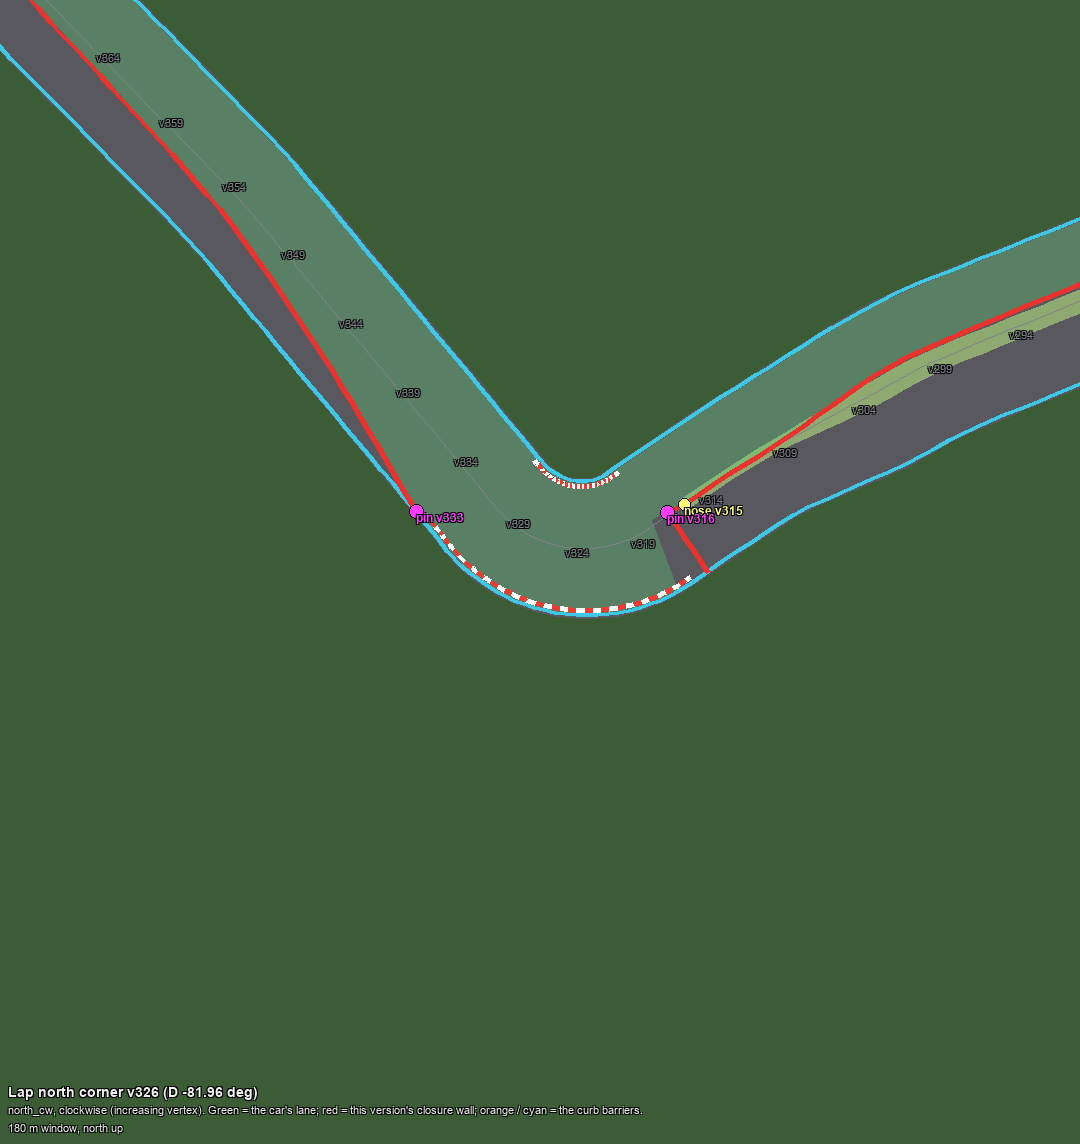 v364
v359
v354
v349
v344
v339
v334
v329
v324
v319
v314
v309
v304
v299
v294
nose v315
pin v316
pin v333
Lap north corner v326 (D -81.96 deg)
north_cw, clockwise (increasing vertex). Green = the car's lane; red = this version's closure wall; orange / cyan = the curb barriers.
180 m window, north up